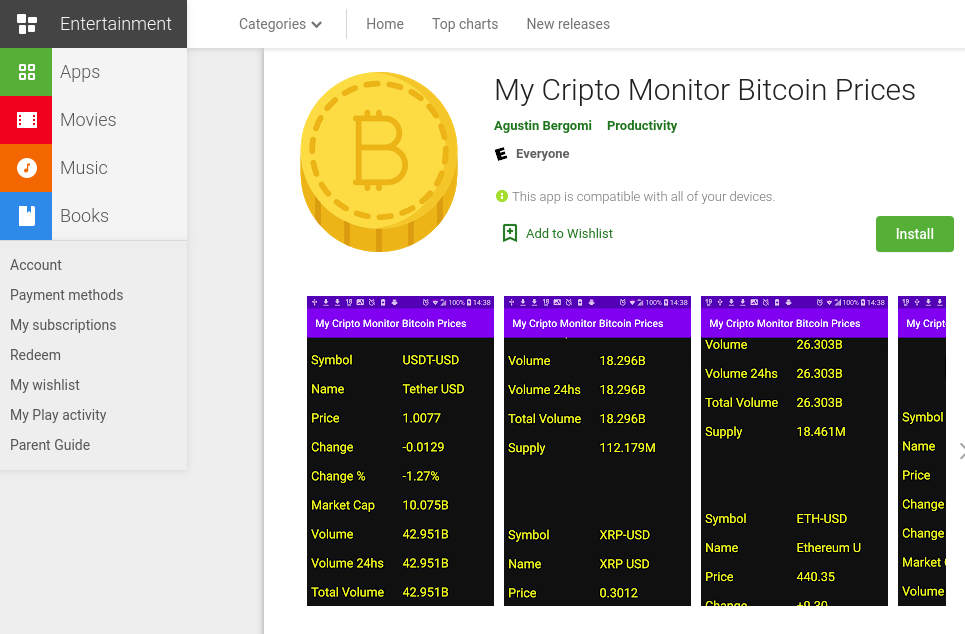 Entertainment
Categories Home Top charts New releases
Apps
Movies
Music
Books
Account
Payment methods
My subscriptions
Redeem
My wishlist
My Play activity
Parent Guide
My Cripto Monitor Bitcoin Prices
Agustin Bergomi Productivity
E Everyone
This app is compatible with all of your devices.
Add to Wishlist
Install
100% 14:38
My Cripto Monitor Bitcoin Prices
Symbol USDT-USD
Name Tether USD
Price 1.0077
Change -0.0129
Change % -1.27%
Market Cap 10.075B
Volume 42.951B
Volume 24hs 42.951B
Total Volume 42.951B
100% 14:38
My Cripto Monitor Bitcoin Prices
Volume 18.296B
Volume 24hs 18.296B
Total Volume 18.296B
Supply 112.179M
Symbol XRP-USD
Name XRP USD
Price 0.3012
100% 14:38
My Cripto Monitor Bitcoin Prices
Volume 26.303B
Volume 24hs 26.303B
Total Volume 26.303B
Supply 18.461M
Symbol ETH-USD
Name Ethereum U
Price 440.35
Change +9.30
My Cript
Symbol
Name
Price
Change
Change
Market
Volume